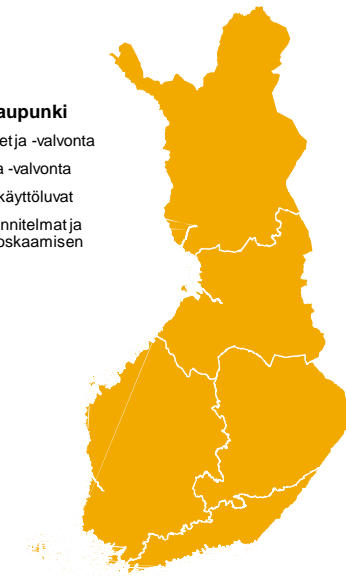 aupunki
et ja -valvonta
a -valvonta
käyttöluvat
nnitelmat ja
oskaamisen